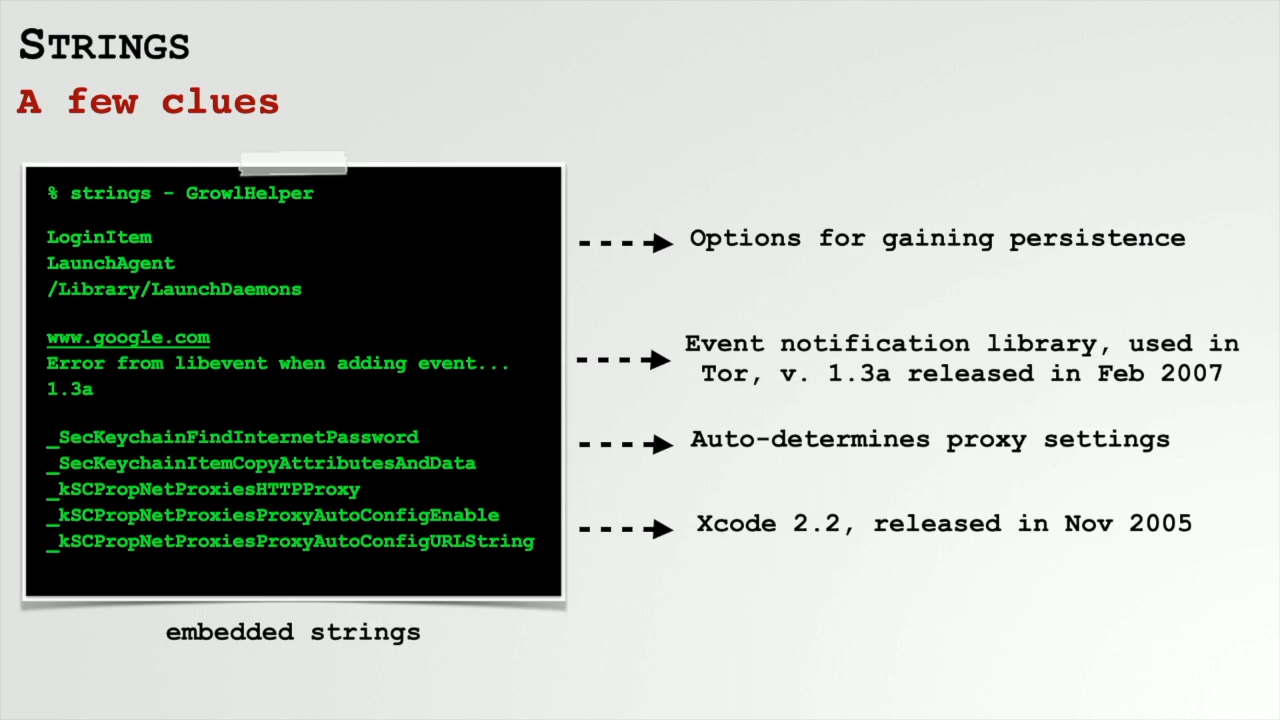 STRINGS
A few clues
% strings - GrowlHelper
LoginItem
LaunchAgent
/Library/LaunchDaemons
www.google.com
Error from libevent when adding event...
1.3a
_SecKeychainFindInternetPassword
_SecKeychainItemCopyAttributesAndData
_kSCPropNetProxiesHTTPProxy
_kSCPropNetProxiesProxyAutoConfigEnable
_kSCPropNetProxiesProxyAutoConfigURLString
embedded strings
Options for gaining persistence
Event notification library, used in
Tor, v. 1.3a released in Feb 2007
Auto-determines proxy settings
Xcode 2.2, released in Nov 2005